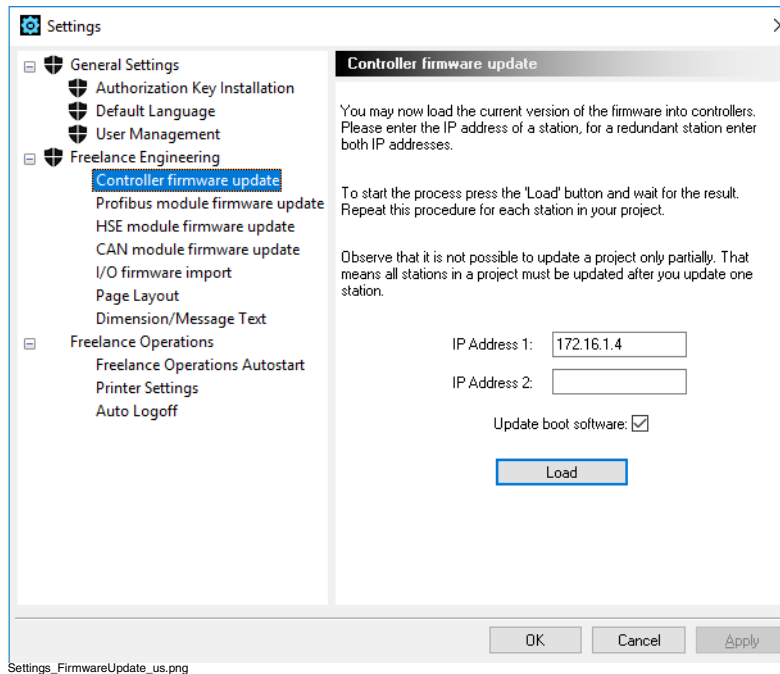 Settings
General Settings
Authorization Key Installation
Default Language
User Management
Freelance Engineering
Controller firmware update
Profibus module firmware update
HSE module firmware update
CAN module firmware update
I/O firmware import
Page Layout
Dimension/Message Text
Freelance Operations
Freelance Operations Autostart
Printer Settings
Auto Logoff
Controller firmware update
You may now load the current version of the firmware into controllers.
Please enter the IP address of a station, for a redundant station enter
both IP addresses.
To start the process press the 'Load' button and wait for the result.
Repeat this procedure for each station in your project.
Observe that it is not possible to update a project only partially. That
means all stations in a project must be updated after you update one
station.
IP Address 1: 172.16.1.4
IP Address 2:
Update boot software:
Load
OK Cancel Apply
Settings_FirmwareUpdate_us.png